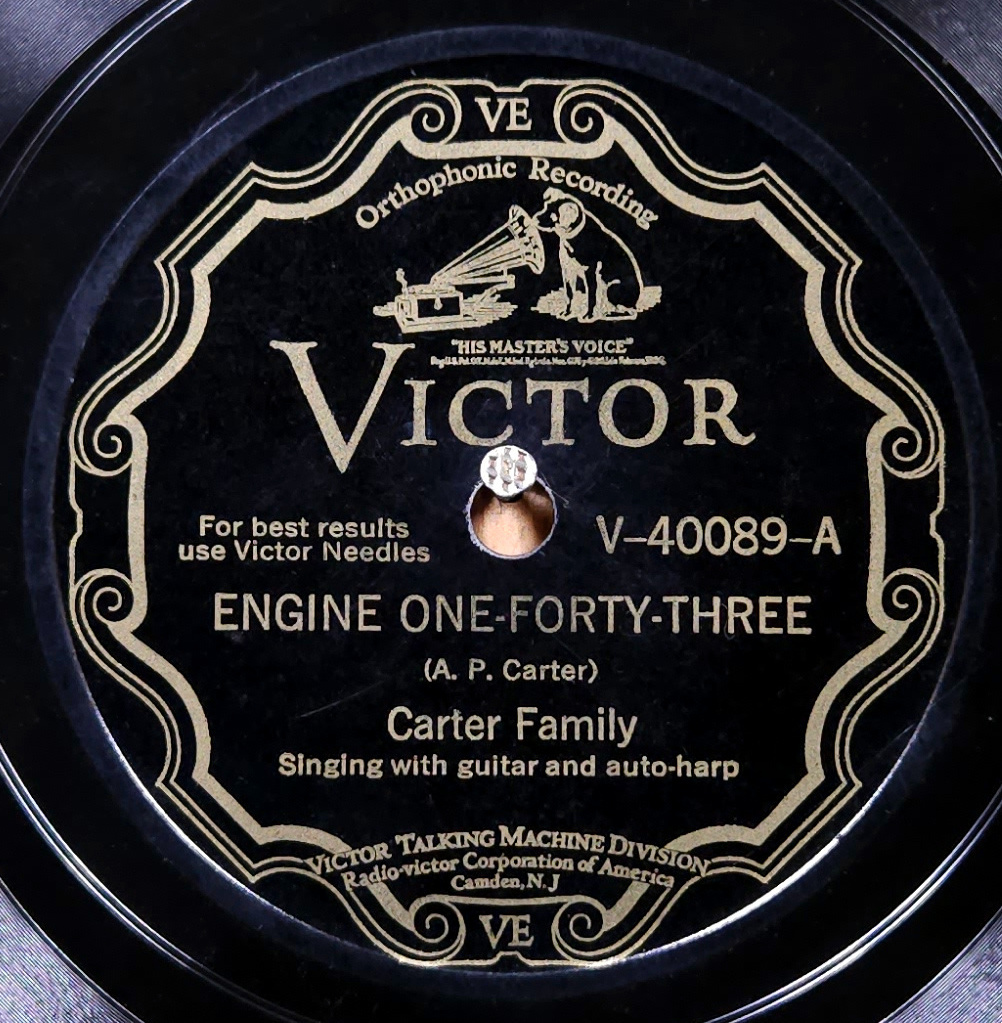 VE
Orthophonic Recording
"HIS MASTER'S VOICE"
VICTOR
For best results
use Victor Needles
V-40089-A
ENGINE ONE-FORTY-THREE
(A. P. Carter)
Carter Family
Singing with guitar and auto-harp
VICTOR TALKING MACHINE DIVISION
Radio-victor Corporation of America
Camden, N. J
VE